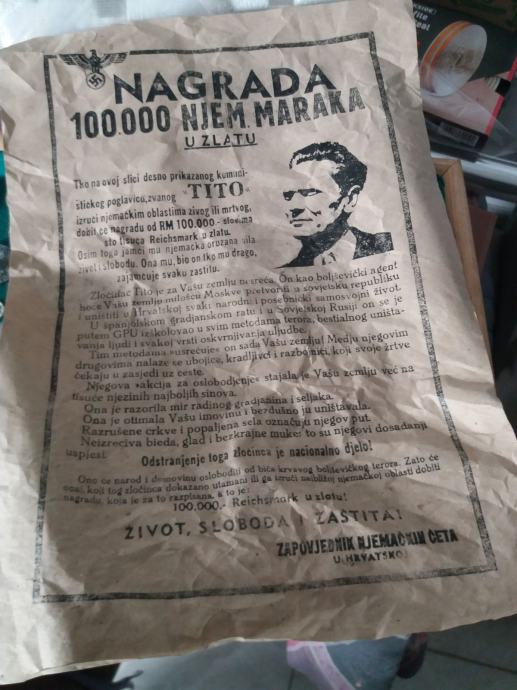 NAGRADA
100.000 NJEM. MARAKA
U ZLATU
Tko na ovoj slici desno prikazanog kumuni-
stičkog poglavicu, zvanog »TITO«
izruči njemačkim oblastima živog ili mrtvog,
dobit će nagradu od RM 100.000 - slovima
sto tisuća Reichsmark u zlatu.
Osim toga jamči mu njemačka oružana sila
život i slobodu. Ona mu, bio on tko mu drago,
zajamčuje svaku zaštitu.
Zločinac Tito je za Vašu zemlju nesreća. On kao boljševički agent
hoće Vašu zemlju milošću Moskve pretvoriti u sovjetsku republiku
i uništiti u Hrvatskoj svaki narodni i posebnički samosvojni život.
U španjolskom građanskom ratu i u Sovjetskoj Rusiji on se je
putem GPU izškolovao u svim metodama terora, bestialnog uništa-
vanja ljudi i svakoj vrsti oskvrnjivanja uljudbe.
Tim metodama »usrećuje« on sada Vašu zemlju! Medju njegovim
drugovima nalaze se ubojice, kradljivci i razbojnici, koji svoje žrtve
čekaju u zasjedi uz ceste.
Njegova »akcija za oslobodjenje« stajala je Vašu zemlju već na
tisuće njezinih najboljih sinova.
Ona je razorila mir radinog gradjanina i seljaka.
Ona je otimala Vašu imovinu i bezdušno ju uništavala.
Razrušene crkve i popaljena sela označuju njegov put.
Neizreciva bieda, glad i bezkrajne muke: to su njegovi dosadanji
uspjesi!
Odstranjenje toga zločinca je nacionalno djelo!
Ono će narod i domovinu osloboditi od biča krvavog boljševičkog terora. Zato će
onaj, koji tog zločinca dokazano utamani ili ga izruči najbližoj njemačkoj oblasti dobiti
nagradu, koja je za to razpisana, a to je:
100.000,- Reichsmark u zlatu!
ŽIVOT, SLOBODA I ZAŠTITA!
ZAPOVJEDNIK NJEMAČKIH ČETA
U HRVATSKOJ